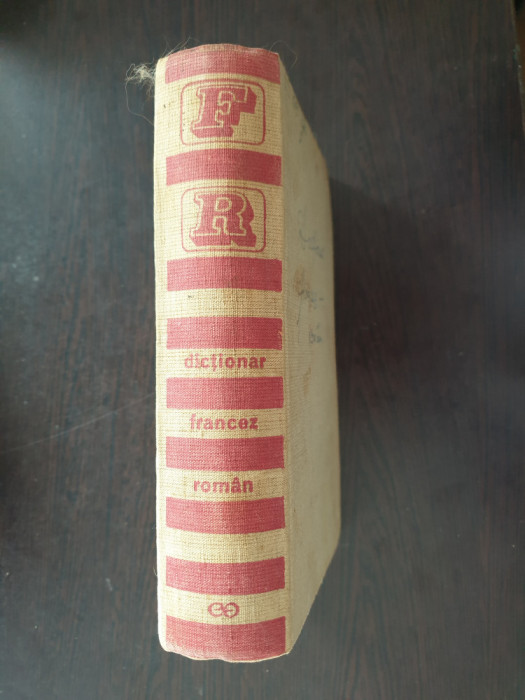 F
R
dicționar
francez
român